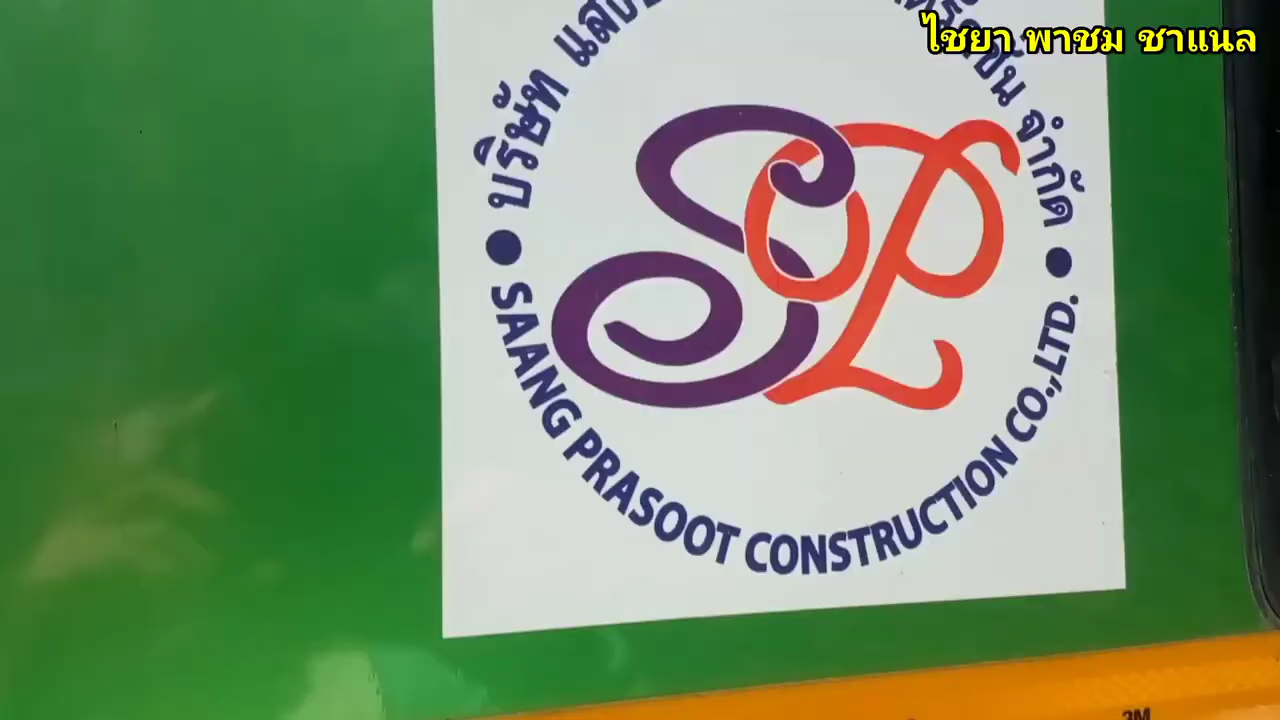 ไชยา พาชม ชาแนล
บริษัท
จำกัด
SOP
SAANG PRASOOT CONSTRUCTION CO.,LTD.
3M